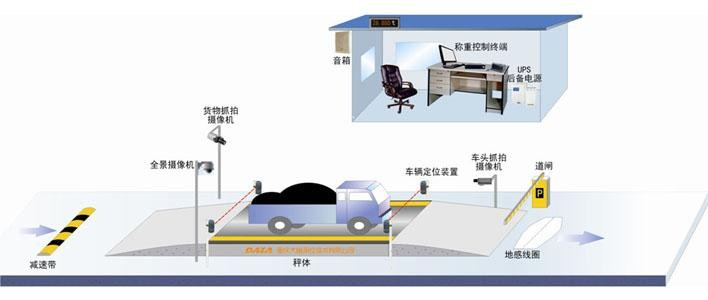 28.880t
音箱
称重控制终端
UPS
后备电源
货物抓拍
摄像机
全景摄像机
车辆定位装置
车头抓拍
摄像机
道闸
P
减速带
DATA
秤体
地感线圈